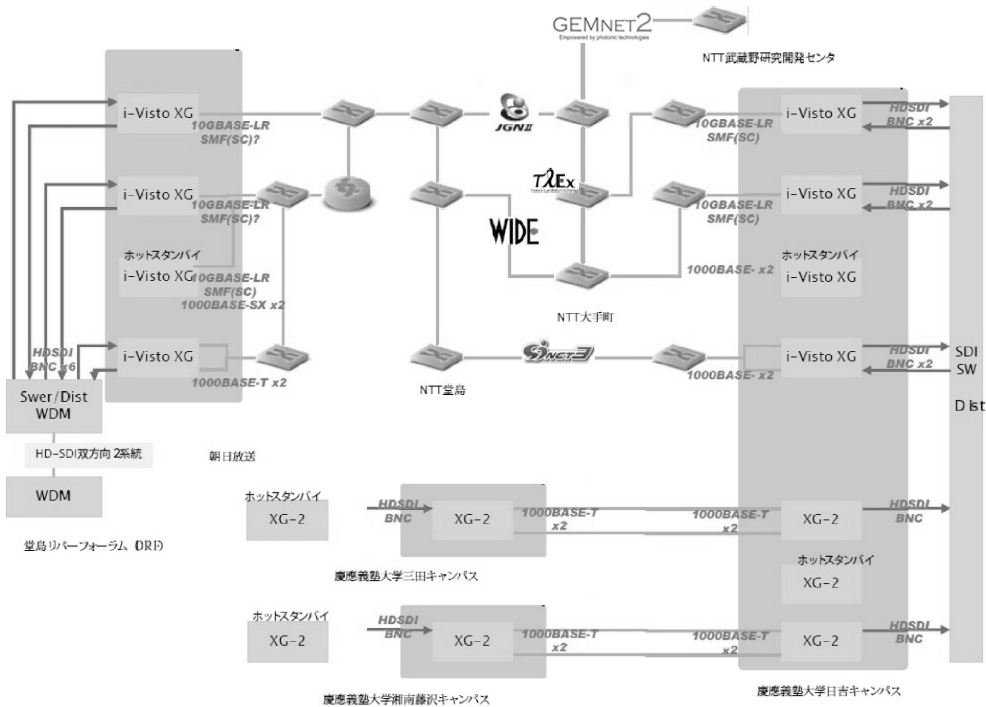 GEMNET2
Empowered by photonic technologies
NTT武蔵野研究開発センタ
i-Visto XG
10GBASE-LR
SMF(SC)?
JGNⅡ
10GBASE-LR
SMF(SC)
i-Visto XG
HDSDI
BNC x2
i-Visto XG
10GBASE-LR
SMF(SC)?
TλEx
WIDE
10GBASE-LR
SMF(SC)
i-Visto XG
HDSDI
BNC x2
ホットスタンバイ
i-Visto XG
10GBASE-LR
SMF(SC)
1000BASE-SX x2
1000BASE- x2
ホットスタンバイ
i-Visto XG
NTT大手町
HDSDI
BNC x6
i-Visto XG
1000BASE-T x2
NTT堂島
SINET3
1000BASE- x2
i-Visto XG
HDSDI
BNC x2
SDI
SW
Dist
Swer/Dist
WDM
HD-SDI双方向2系統
WDM
堂島リバーフォーラム (DRF)
朝日放送
ホットスタンバイ
XG-2
HDSDI
BNC
XG-2
1000BASE-T
x2
1000BASE-T
x2
XG-2
HDSDI
BNC
慶應義塾大学三田キャンパス
ホットスタンバイ
XG-2
ホットスタンバイ
XG-2
HDSDI
BNC
XG-2
1000BASE-T
x2
1000BASE-T
x2
XG-2
HDSDI
BNC
慶應義塾大学湘南藤沢キャンパス
慶應義塾大学日吉キャンパス